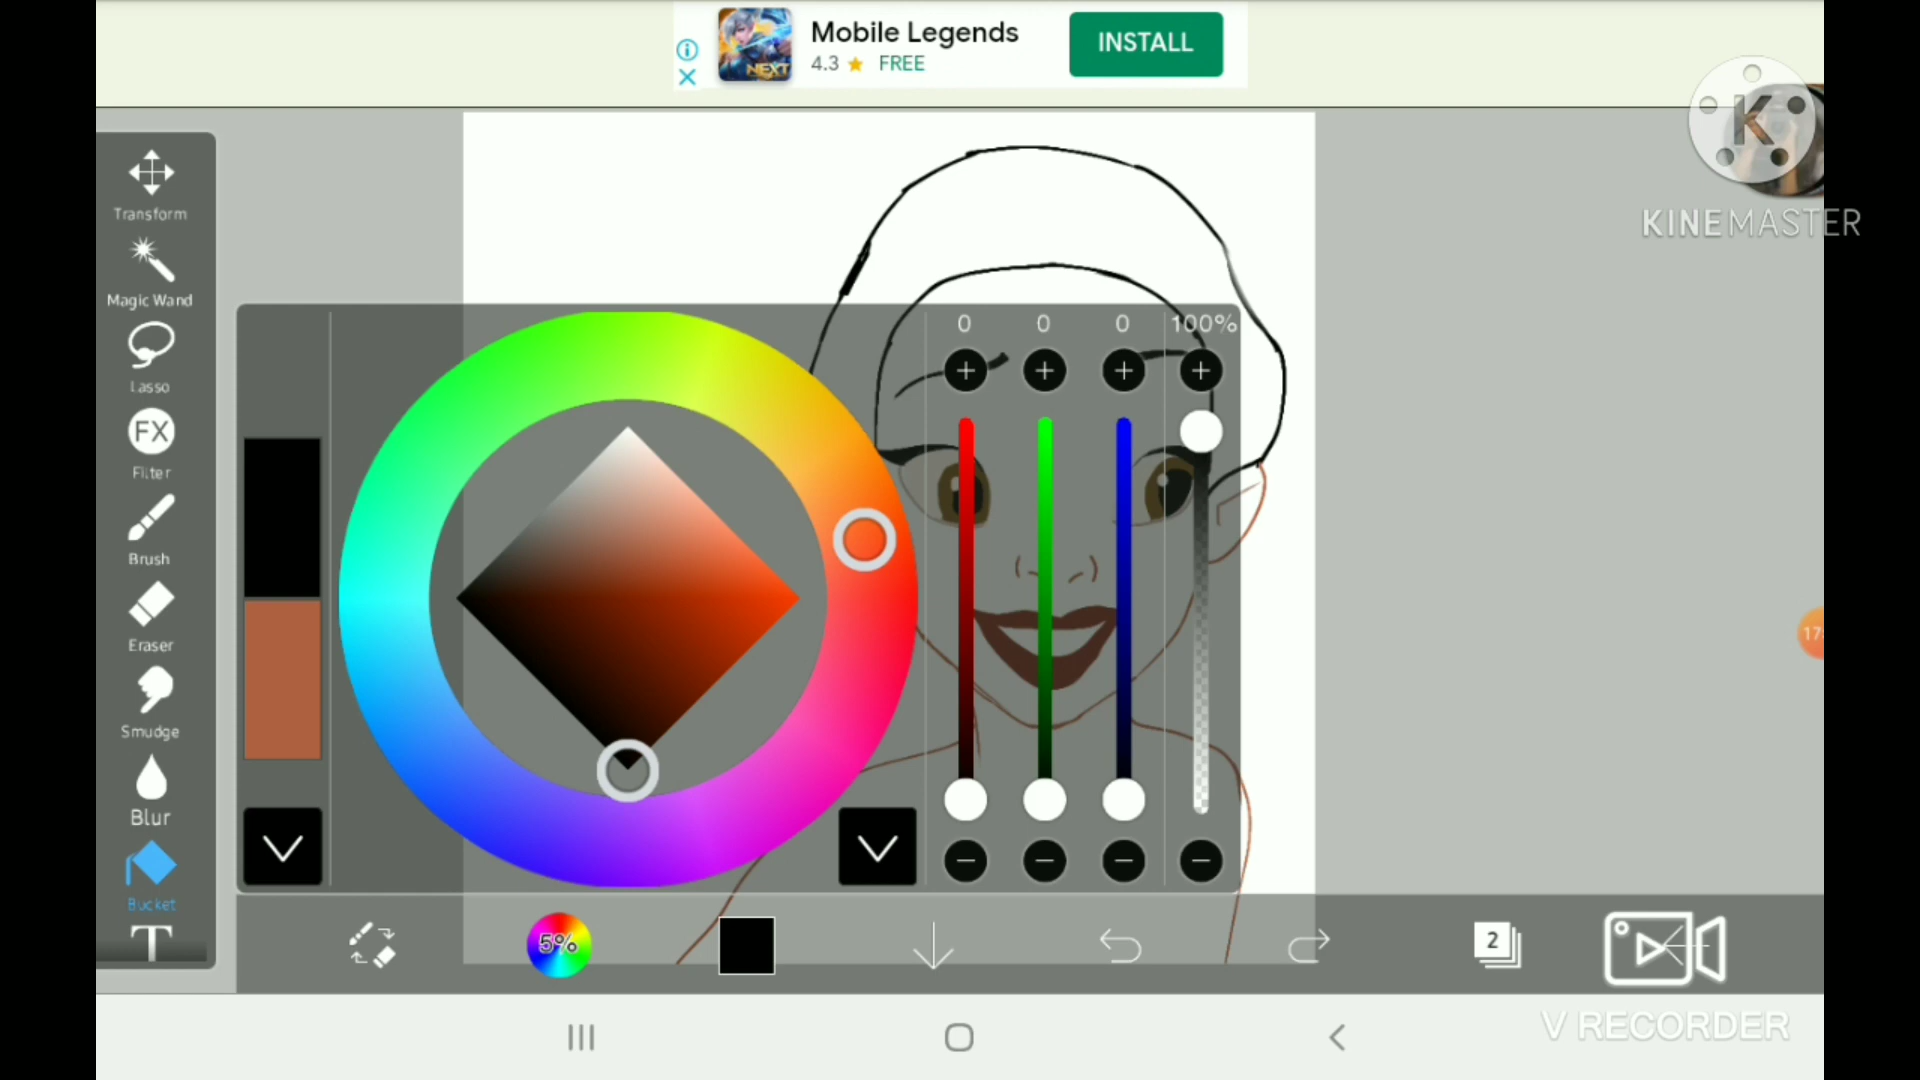 Mobile Legends
4.3 FREE
NEXT
INSTALL
K
KINEMASTER
Transform
Magic Wand
Lasso
FX
Filter
Brush
Eraser
Smudge
Blur
Bucket
T
0 0 0 100%
5%
2
17:
V RECORDER